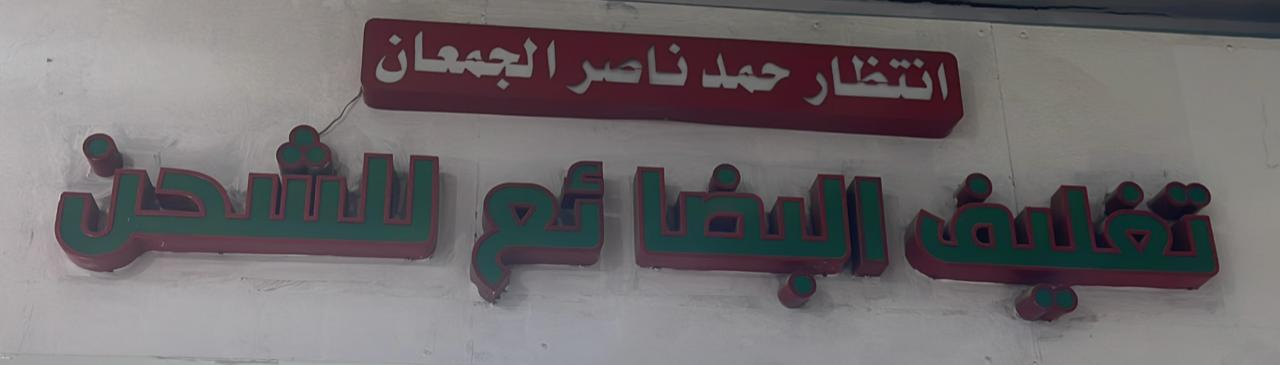 انتظار حمد ناصر الجمعان
تغليف البضائع للشحن